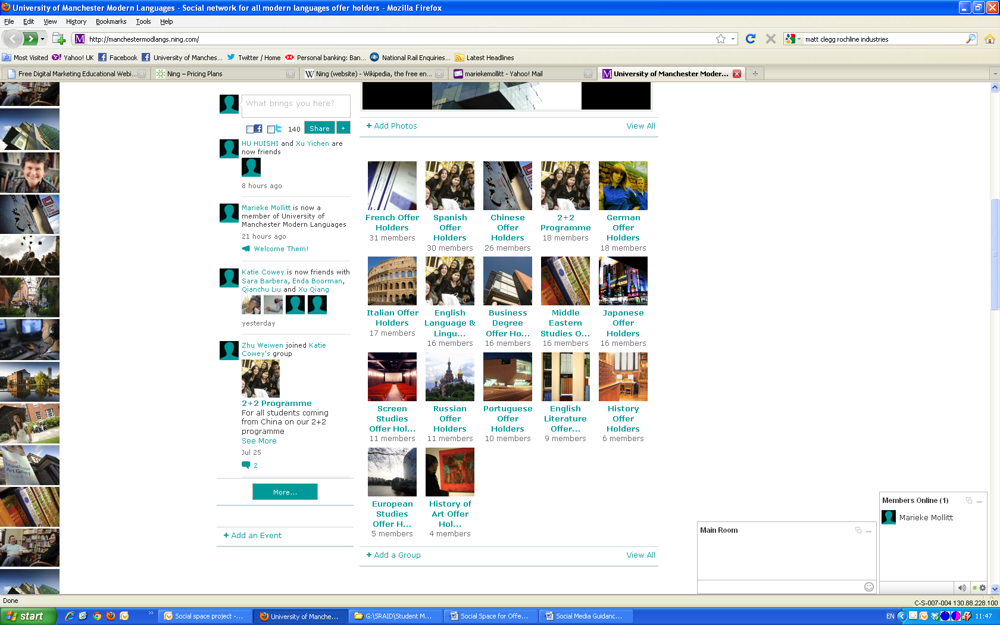 University of Manchester Modern Languages - Social network for all modern languages offer holders - Mozilla Firefox
File Edit View History Bookmarks Tools Help
http://manchestermodlangs.ning.com/
matt clegg rochline industries
Most Visited Yahoo! UK Facebook University of Manches... Twitter / Home Personal banking: Ban... National Rail Enquiries... Latest Headlines
Free Digital Marketing Educational Webi... Ning – Pricing Plans Ning (website) - Wikipedia, the free en... mariekemollitt - Yahoo! Mail University of Manchester Moder...
What brings you here?
140 Share +
HU HUISHI and Xu Yichen are
now friends
8 hours ago
Marieke Mollitt is now a
member of University of
Manchester Modern Languages
21 hours ago
Welcome Them!
Katie Cowey is now friends with
Sara Barbera, Enda Boorman,
Qianchu Liu and Xu Qiang
yesterday
Zhu Weiwen joined Katie
Cowey's group
2+2 Programme
For all students coming
from China on our 2+2
programme
See More
Jul 25
2
More...
+ Add an Event
+ Add Photos View All
French Offer
Holders
31 members
Spanish
Offer
Holders
30 members
Chinese
Offer
Holders
26 members
2+2
Programme
18 members
German
Offer
Holders
18 members
Italian Offer
Holders
17 members
English
Language &
Lingu...
16 members
Business
Degree
Offer Ho...
16 members
Middle
Eastern
Studies O...
16 members
Japanese
Offer
Holders
16 members
Screen
Studies
Offer Hol...
11 members
Russian
Offer
Holders
11 members
Portuguese
Offer
Holders
10 members
English
Literature
Offer...
9 members
History
Offer
Holders
6 members
European
Studies
Offer H...
5 members
History of
Art Offer
Hol...
4 members
+ Add a Group View All
Main Room
Members Online (1)
Marieke Mollitt
Manchester
Art Gallery
Done
C-S-007-004 130.88.228.100
start
Social space project -...
University of Manche...
G:\SRAID\Student M...
Social Space for Offe...
Social Media Guidanc...
EN
11:47